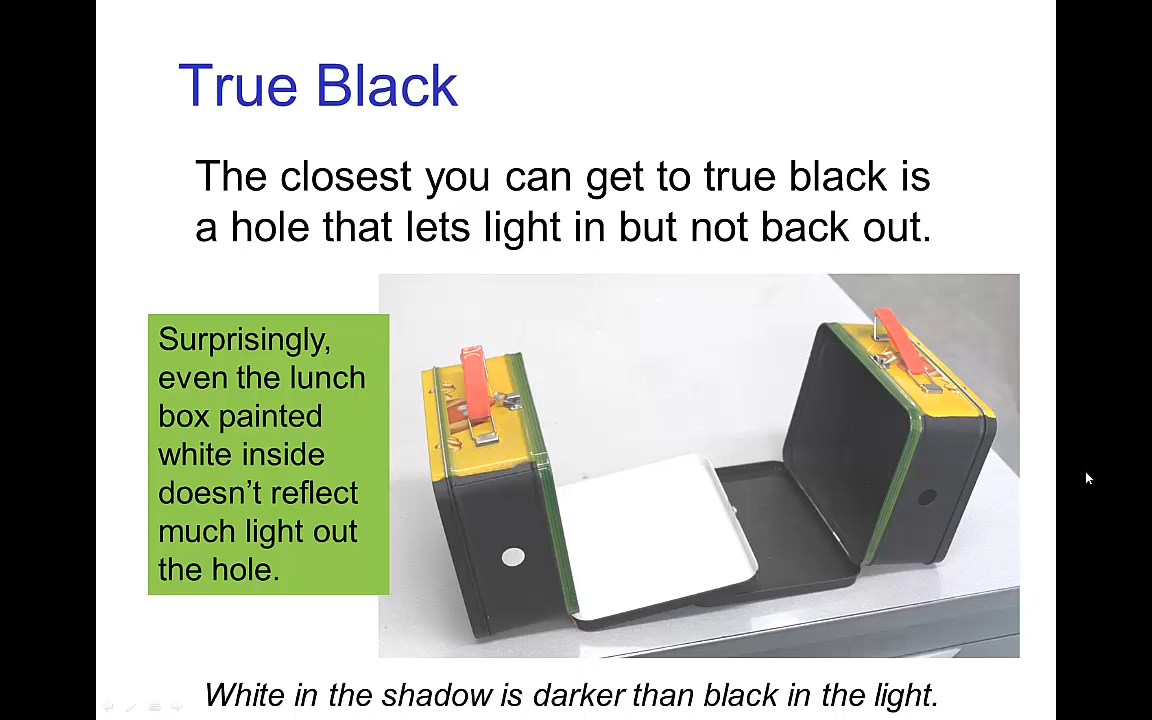 True Black
The closest you can get to true black is
a hole that lets light in but not back out.
Surprisingly,
even the lunch
box painted
white inside
doesn’t reflect
much light out
the hole.
White in the shadow is darker than black in the light.